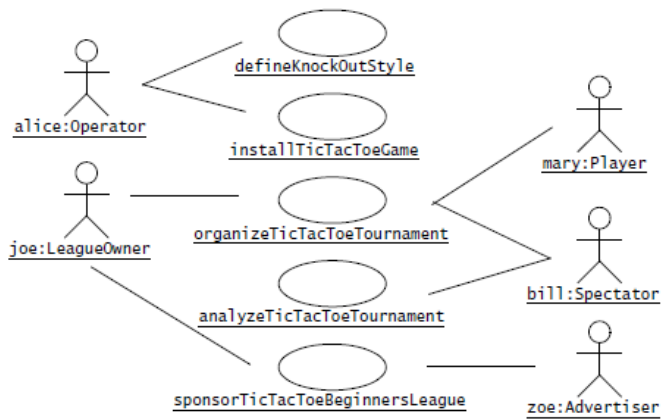 defineKnockOutStyle
alice:Operator
installTicTacToeGame
mary:Player
organizeTicTacToeTournament
joe:LeagueOwner
bill:Spectator
analyzeTicTacToeTournament
sponsorTicTacToeBeginnersLeague
zoe:Advertiser